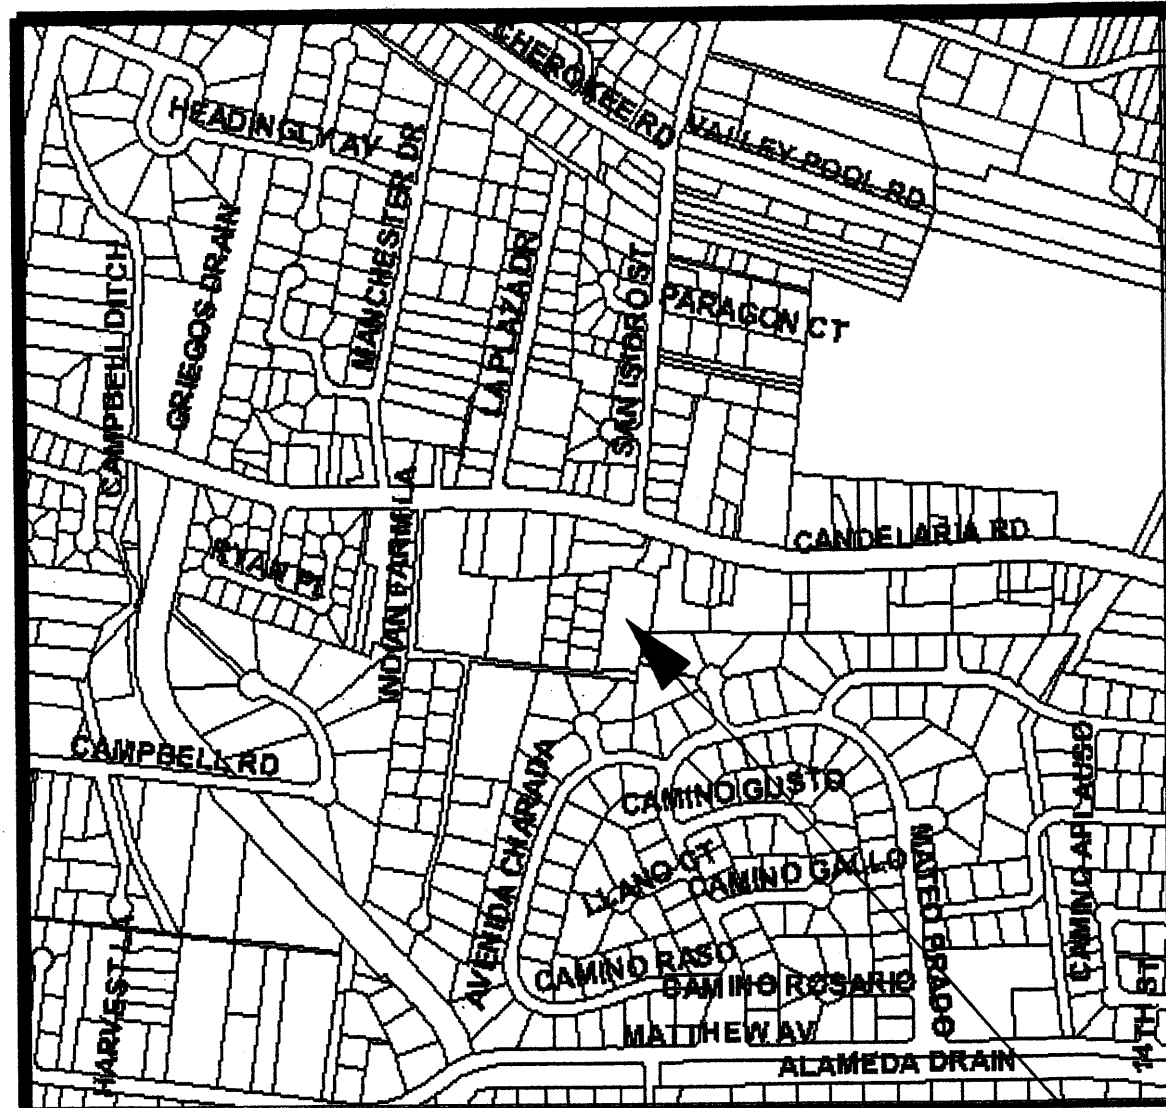 CHEROKEE RD
HEADINGLY AV
VALLEY POOL RD
MANCHESTER DR
GRIEGOS DRAIN
CAMPBELL DITCH
LA PLAZA DR
SAN ISIDRO ST
PARAGON CT
CANDELARIA RD
RYAN PL
INDIAN FARM LA
CAMPBELL RD
AVENIDA CHARADA
CAMINO GUSTO
LLANO CT
CAMINO GALLO
MATEO PRADO
CAMINO APLAUSO
CAMINO RASO
CAMINO ROSARIO
HARVEST LA
MATTHEW AV
ALAMEDA DRAIN
14TH ST